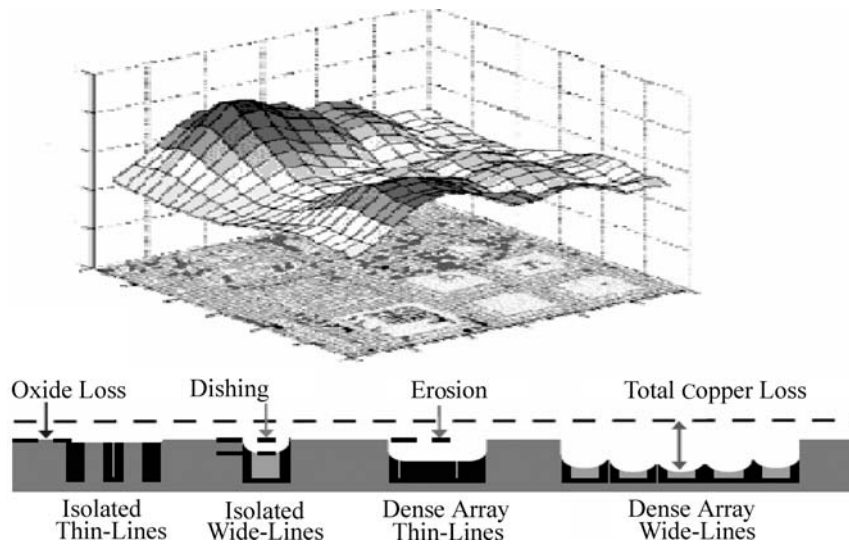 Oxide Loss
Dishing
Erosion
Total Copper Loss
Isolated
Thin-Lines
Isolated
Wide-Lines
Dense Array
Thin-Lines
Dense Array
Wide-Lines